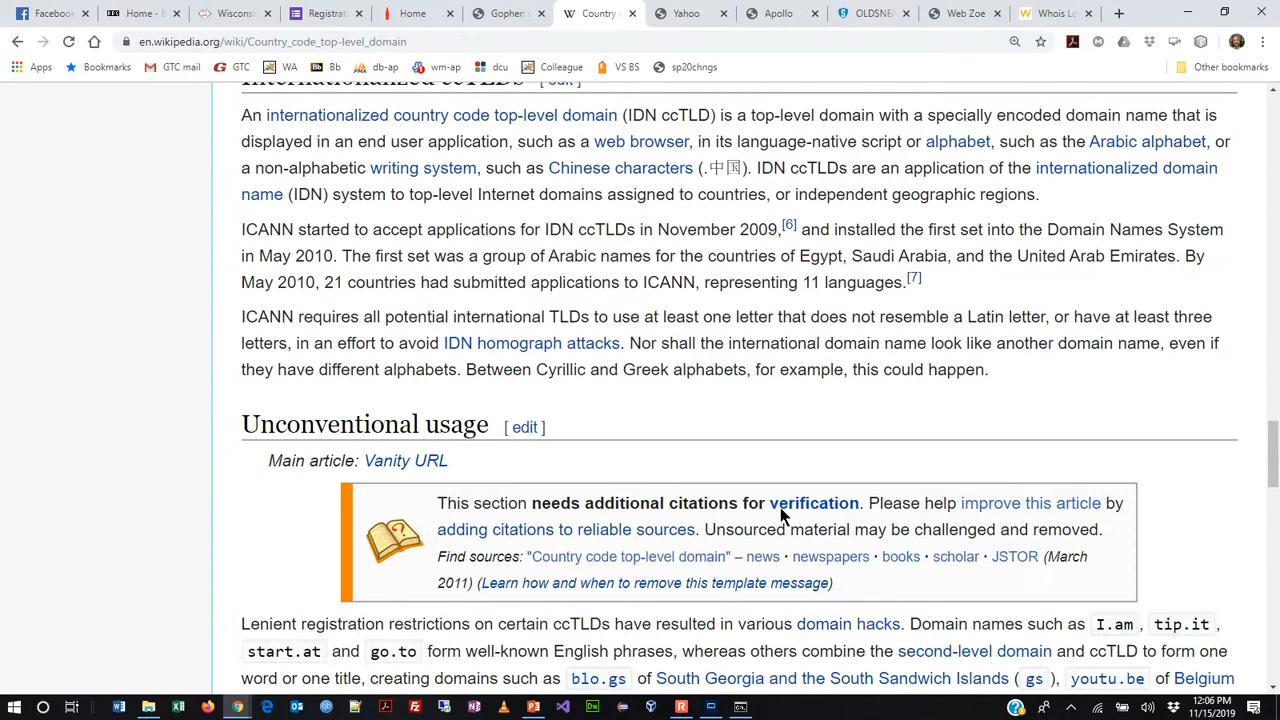 Facebook
Home - B
Wisconsi
Registrati
Home
Gopher s
Country c
Yahoo
Apollo
OLDSNEA
Web Zoe
Whois Lo
en.wikipedia.org/wiki/Country_code_top-level_domain
Apps Bookmarks GTC mail GTC WA Bb db-ap wm-ap dcu Colleague VS BS sp20chngs Other bookmarks
Internationalized ccTLDs [ edit ]
An internationalized country code top-level domain (IDN ccTLD) is a top-level domain with a specially encoded domain name that is
displayed in an end user application, such as a web browser, in its language-native script or alphabet, such as the Arabic alphabet, or
a non-alphabetic writing system, such as Chinese characters (.中国). IDN ccTLDs are an application of the internationalized domain
name (IDN) system to top-level Internet domains assigned to countries, or independent geographic regions.
ICANN started to accept applications for IDN ccTLDs in November 2009,[6] and installed the first set into the Domain Names System
in May 2010. The first set was a group of Arabic names for the countries of Egypt, Saudi Arabia, and the United Arab Emirates. By
May 2010, 21 countries had submitted applications to ICANN, representing 11 languages.[7]
ICANN requires all potential international TLDs to use at least one letter that does not resemble a Latin letter, or have at least three
letters, in an effort to avoid IDN homograph attacks. Nor shall the international domain name look like another domain name, even if
they have different alphabets. Between Cyrillic and Greek alphabets, for example, this could happen.
Unconventional usage [ edit ]
Main article: Vanity URL
This section needs additional citations for verification. Please help improve this article by
adding citations to reliable sources. Unsourced material may be challenged and removed.
Find sources: "Country code top-level domain" – news · newspapers · books · scholar · JSTOR (March
2011) (Learn how and when to remove this template message)
Lenient registration restrictions on certain ccTLDs have resulted in various domain hacks. Domain names such as I.am, tip.it,
start.at and go.to form well-known English phrases, whereas others combine the second-level domain and ccTLD to form one
word or one title, creating domains such as blo.gs of South Georgia and the South Sandwich Islands (gs), youtu.be of Belgium
12:06 PM
11/15/2019